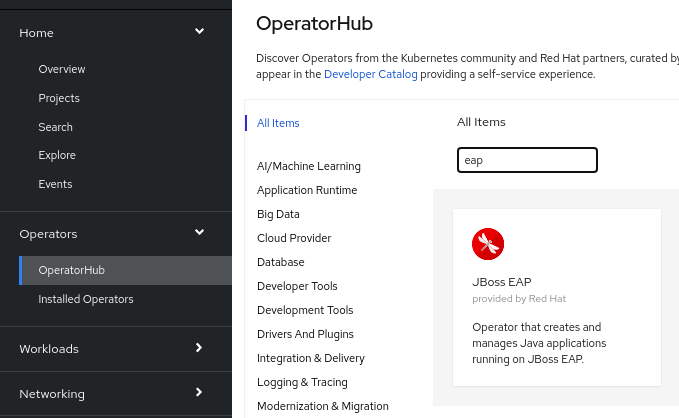 Home
Overview
Projects
Search
Explore
Events
Operators
OperatorHub
Installed Operators
Workloads
Networking
OperatorHub
Discover Operators from the Kubernetes community and Red Hat partners, curated by
appear in the Developer Catalog providing a self-service experience.
All Items
AI/Machine Learning
Application Runtime
Big Data
Cloud Provider
Database
Developer Tools
Development Tools
Drivers And Plugins
Integration & Delivery
Logging & Tracing
Modernization & Migration
All Items
eap
JBoss EAP
provided by Red Hat
Operator that creates and
manages Java applications
running on JBoss EAP.